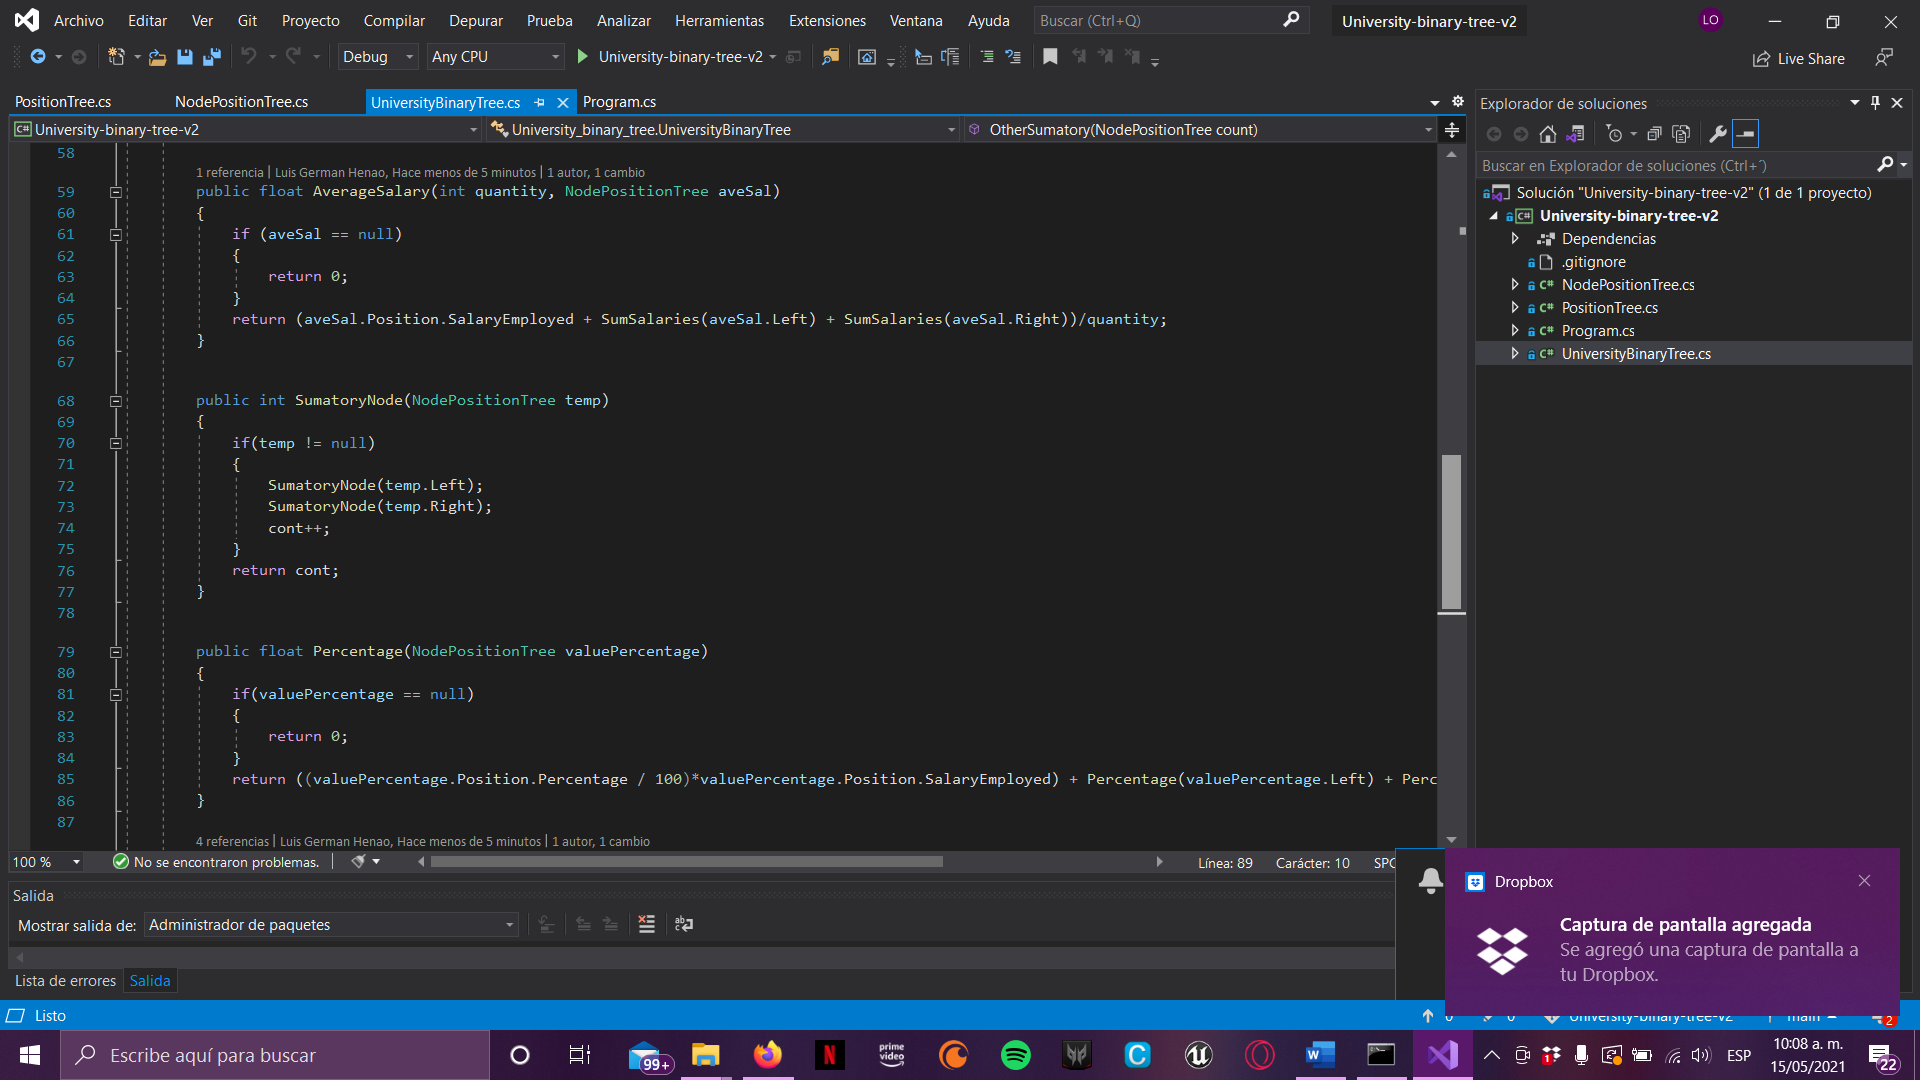 Archivo Editar Ver Git Proyecto Compilar Depurar Prueba Analizar Herramientas Extensiones Ventana Ayuda Buscar (Ctrl+Q) University-binary-tree-v2 LO
Debug Any CPU University-binary-tree-v2 Live Share
PositionTree.cs NodePositionTree.cs UniversityBinaryTree.cs Program.cs
University-binary-tree-v2 University_binary_tree.UniversityBinaryTree OtherSumatory(NodePositionTree count)
58
1 referencia | Luis German Henao, Hace menos de 5 minutos | 1 autor, 1 cambio
59 public float AverageSalary(int quantity, NodePositionTree aveSal)
60 {
61 if (aveSal == null)
62 {
63 return 0;
64 }
65 return (aveSal.Position.SalaryEmployed + SumSalaries(aveSal.Left) + SumSalaries(aveSal.Right))/quantity;
66 }
67
68 public int SumatoryNode(NodePositionTree temp)
69 {
70 if(temp != null)
71 {
72 SumatoryNode(temp.Left);
73 SumatoryNode(temp.Right);
74 cont++;
75 }
76 return cont;
77 }
78
79 public float Percentage(NodePositionTree valuePercentage)
80 {
81 if(valuePercentage == null)
82 {
83 return 0;
84 }
85 return ((valuePercentage.Position.Percentage / 100)*valuePercentage.Position.SalaryEmployed) + Percentage(valuePercentage.Left) + Perc
86 }
87
4 referencias | Luis German Henao, Hace menos de 5 minutos | 1 autor, 1 cambio
100 % No se encontraron problemas. Línea: 89 Carácter: 10 SPC
Salida
Mostrar salida de: Administrador de paquetes
Lista de errores Salida
Listo
0 0 University-binary-tree-v2 main 2
Explorador de soluciones
Buscar en Explorador de soluciones (Ctrl+´)
Solución "University-binary-tree-v2" (1 de 1 proyecto)
C# University-binary-tree-v2
Dependencias
.gitignore
C# NodePositionTree.cs
C# PositionTree.cs
C# Program.cs
C# UniversityBinaryTree.cs
Dropbox
Captura de pantalla agregada
Se agregó una captura de pantalla a
tu Dropbox.
Escribe aquí para buscar
99+
N
prime video
C
1
ESP
10:08 a. m.
15/05/2021
22